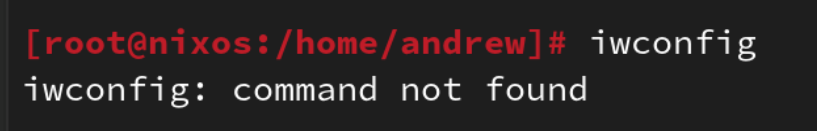 [root@nixos:/home/andrew]# iwconfig
iwconfig: command not found